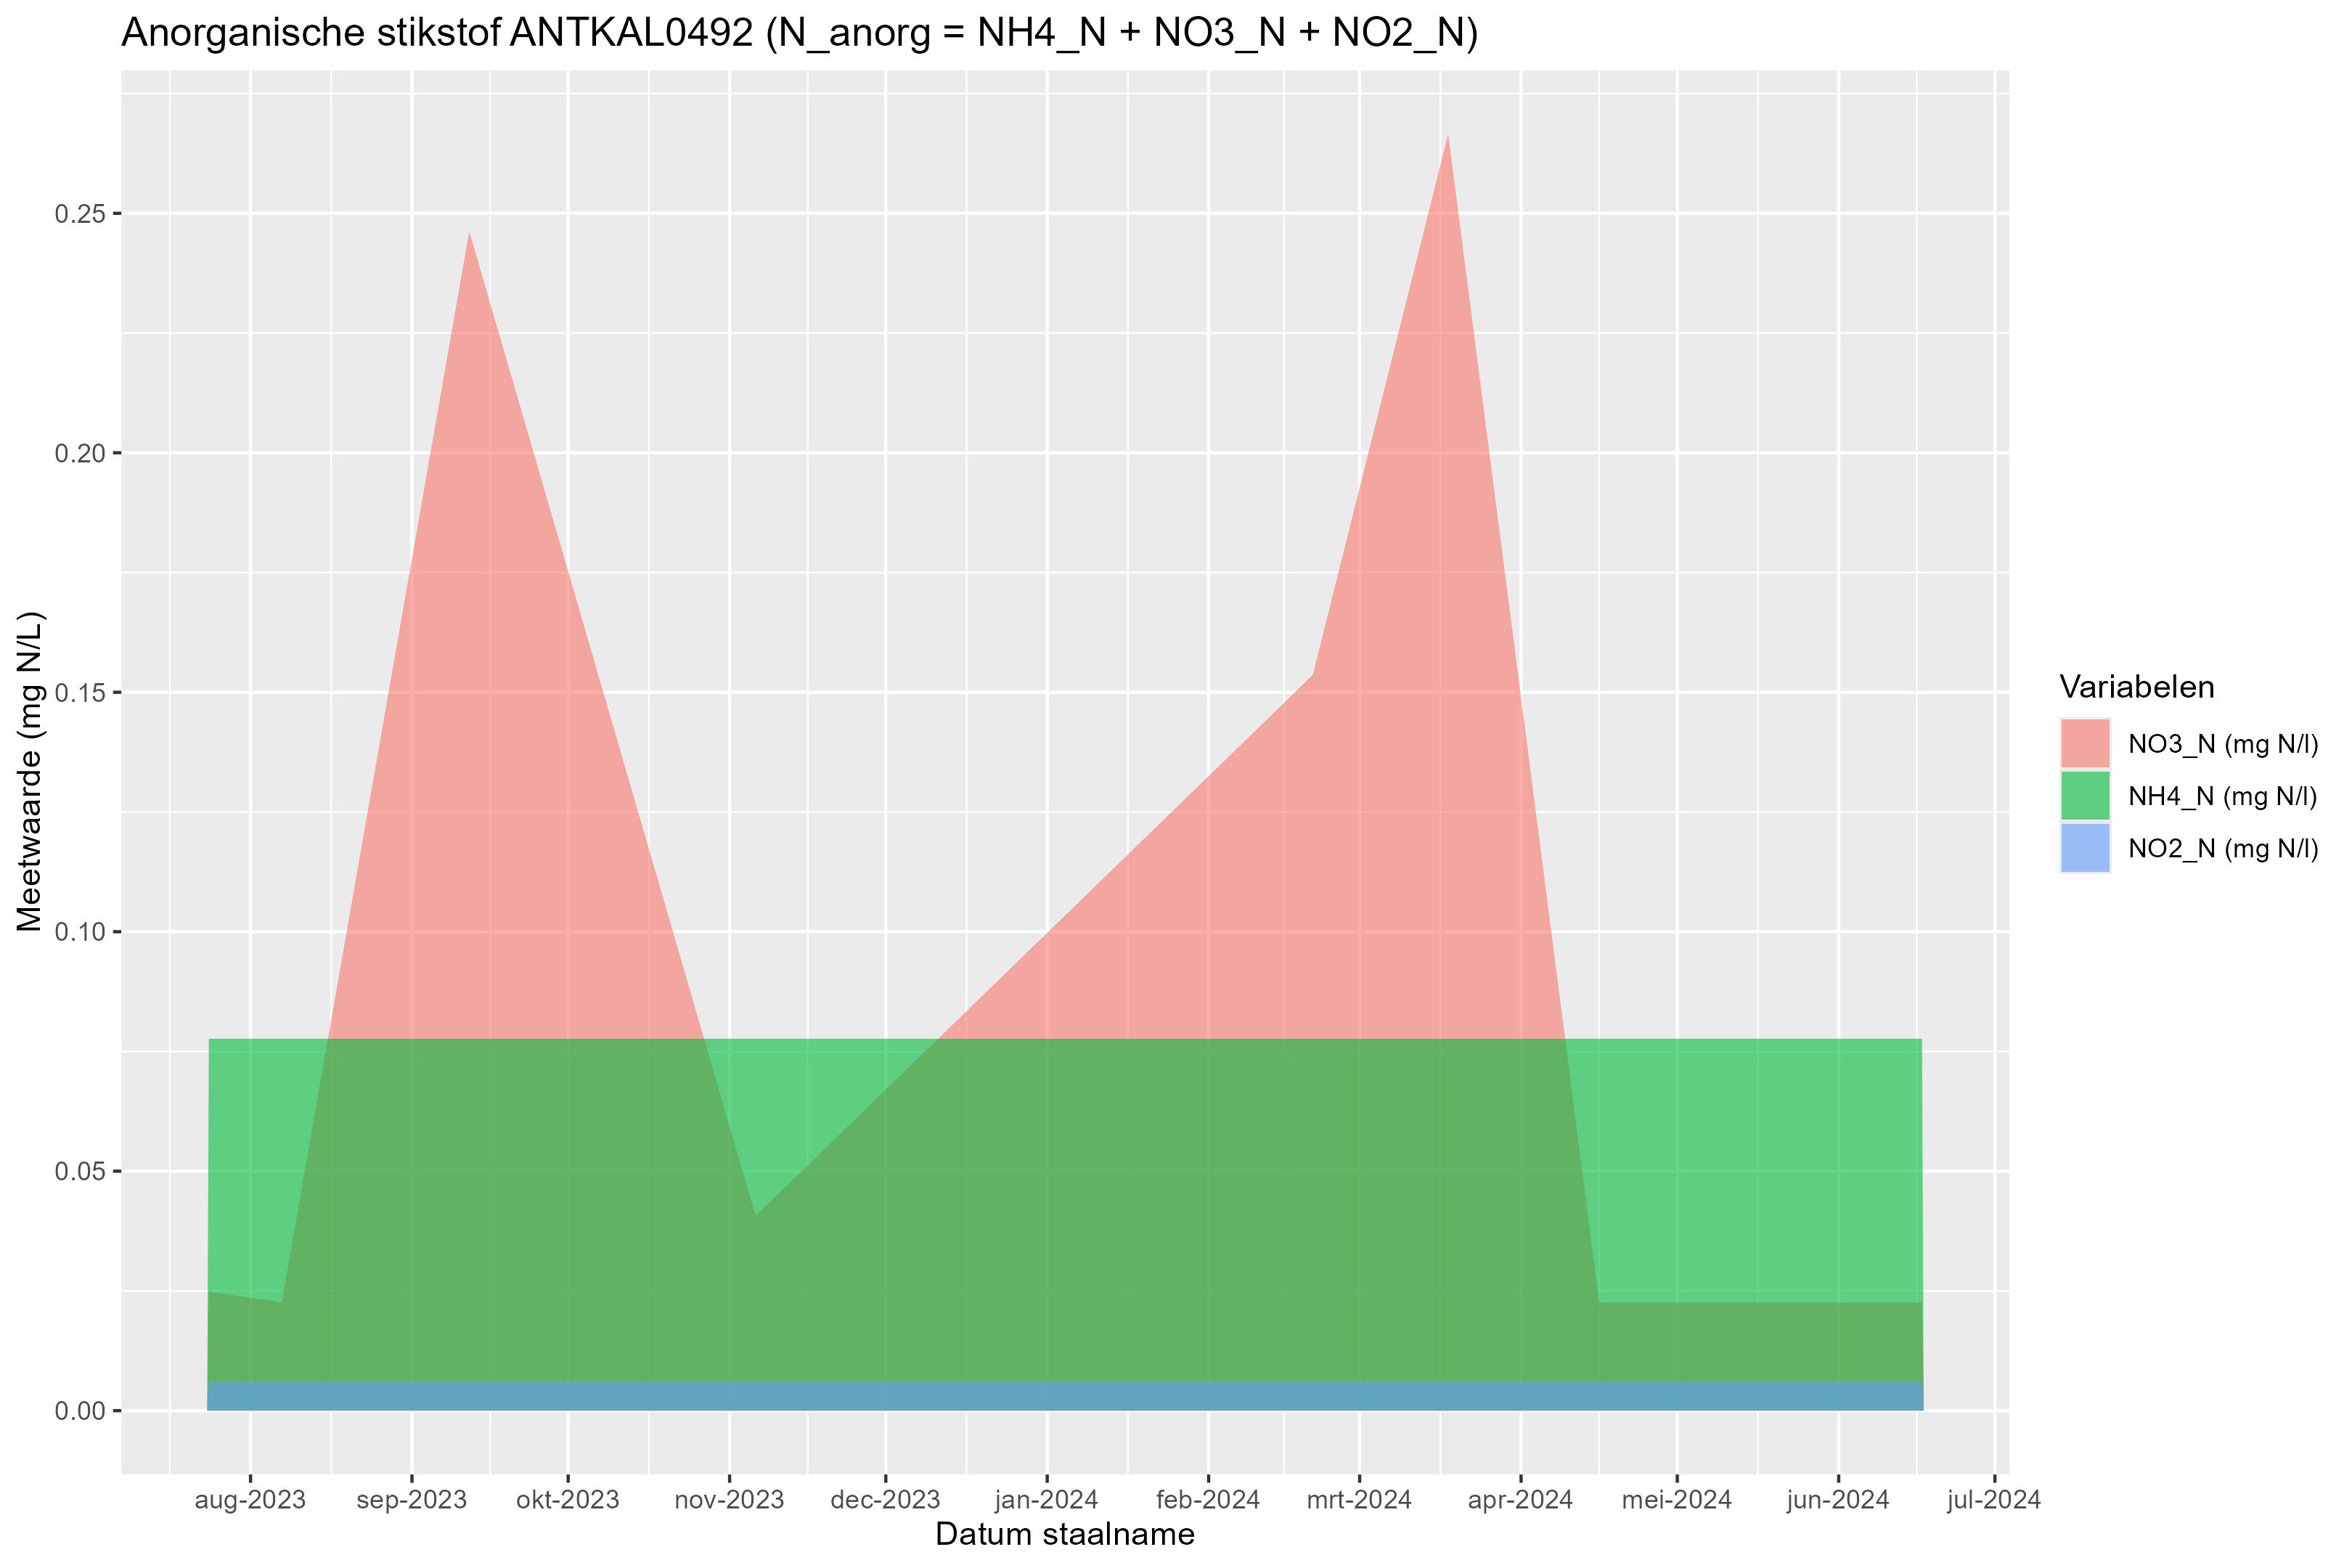 Anorganische stikstof ANTKAL0492 (N_anorg = NH4_N + NO3_N + NO2_N)
Meetwaarde (mg N/L)
0.25
0.20
0.15
0.10
0.05
0.00
aug-2023 sep-2023 okt-2023 nov-2023 dec-2023 jan-2024 feb-2024 mrt-2024 apr-2024 mei-2024 jun-2024 jul-2024
Datum staalname
Variabelen
NO3_N (mg N/l)
NH4_N (mg N/l)
NO2_N (mg N/l)